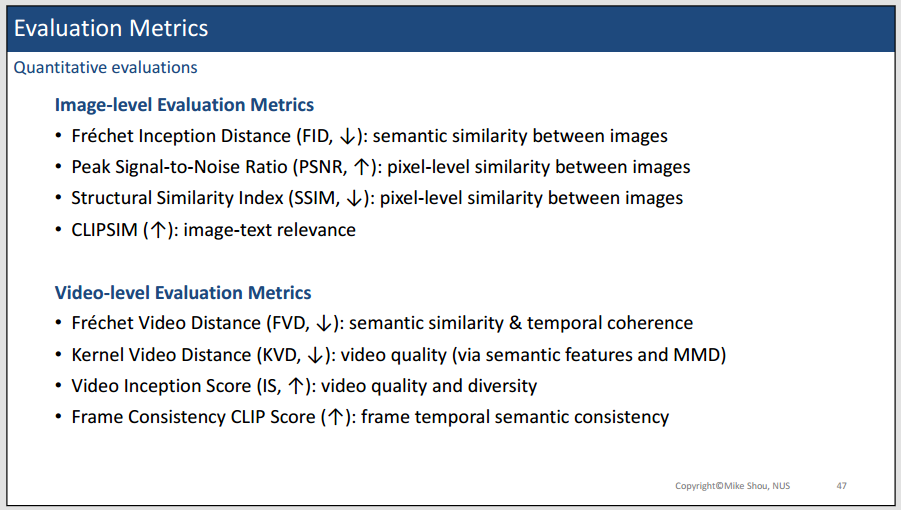 Evaluation Metrics
Quantitative evaluations
Image-level Evaluation Metrics
• Fréchet Inception Distance (FID, ↓): semantic similarity between images
• Peak Signal-to-Noise Ratio (PSNR, ↑): pixel-level similarity between images
• Structural Similarity Index (SSIM, ↓): pixel-level similarity between images
• CLIPSIM (↑): image-text relevance
Video-level Evaluation Metrics
• Fréchet Video Distance (FVD, ↓): semantic similarity & temporal coherence
• Kernel Video Distance (KVD, ↓): video quality (via semantic features and MMD)
• Video Inception Score (IS, ↑): video quality and diversity
• Frame Consistency CLIP Score (↑): frame temporal semantic consistency
Copyright©Mike Shou, NUS 47